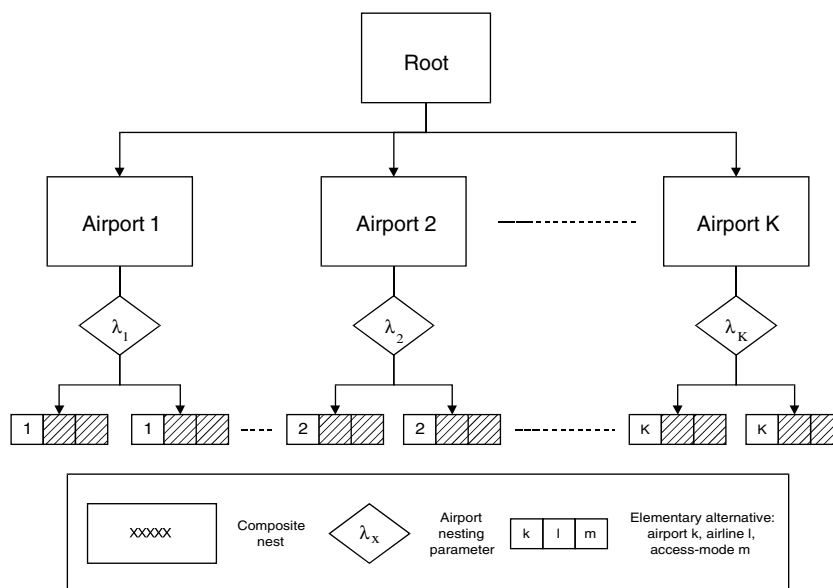 Root
Airport 1
Airport 2
Airport K
λ1
λ2
λK
1
1
2
2
K
K
xxxxx
Composite
nest
λx
Airport
nesting
parameter
k l m
Elementary alternative:
airport k, airline l,
access-mode m